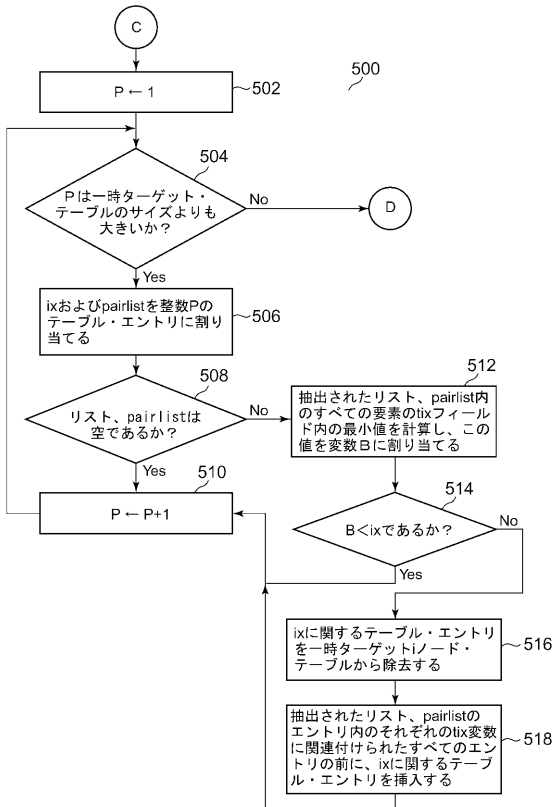 C
P ← 1
502
500
504
Pは一時ターゲット・
テーブルのサイズよりも
大きいか?
No
D
Yes
ixおよびpairlistを整数Pの
テーブル・エントリに割り
当てる
506
508
リスト、pairlistは
空であるか?
No
Yes
510
P ← P+1
512
抽出されたリスト、pairlist内
のすべての要素のtixフィール
ド内の最小値を計算し、この
値を変数Bに割り当てる
514
B<ixであるか?
No
Yes
ixに関するテーブル・エントリ
を一時ターゲットiノード・
テーブルから除去する
516
抽出されたリスト、pairlistの
エントリ内のそれぞれのtix変数
に関連付けられたすべてのエント
リの前に、ixに関するテーブ
ル・エントリを挿入する
518